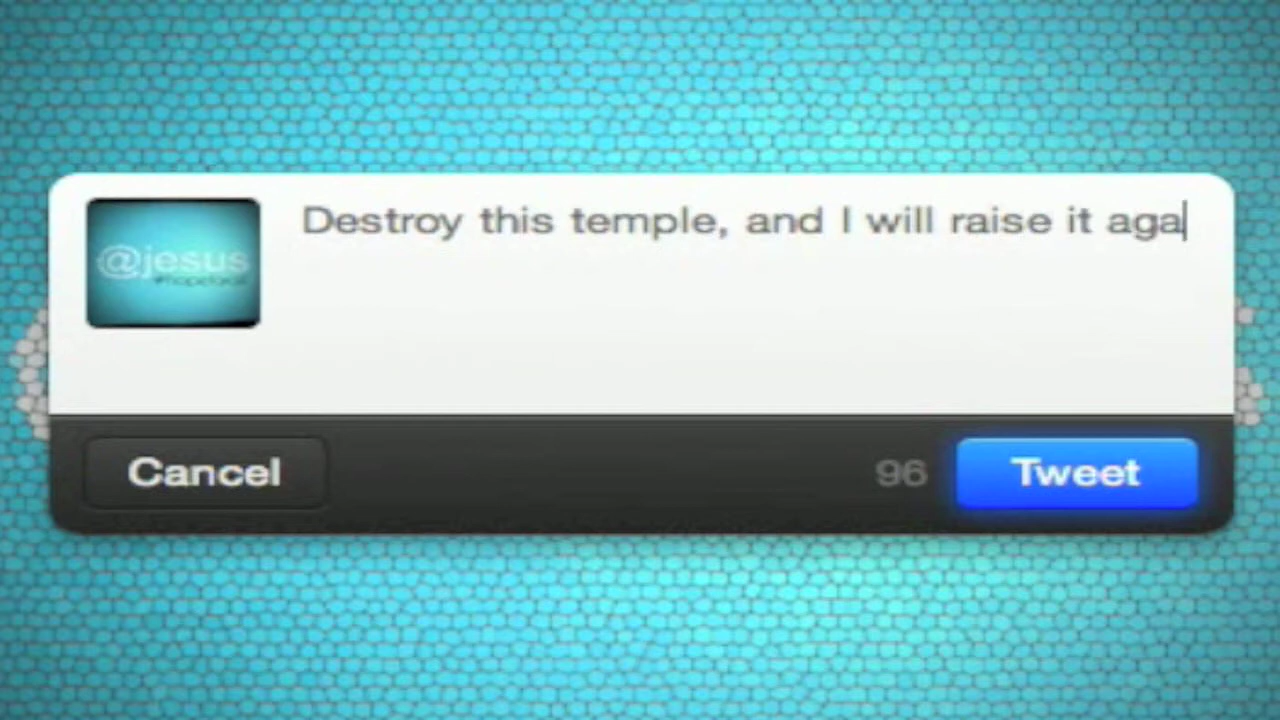 Destroy this temple, and I will raise it aga
@jesus
Cancel
96
Tweet